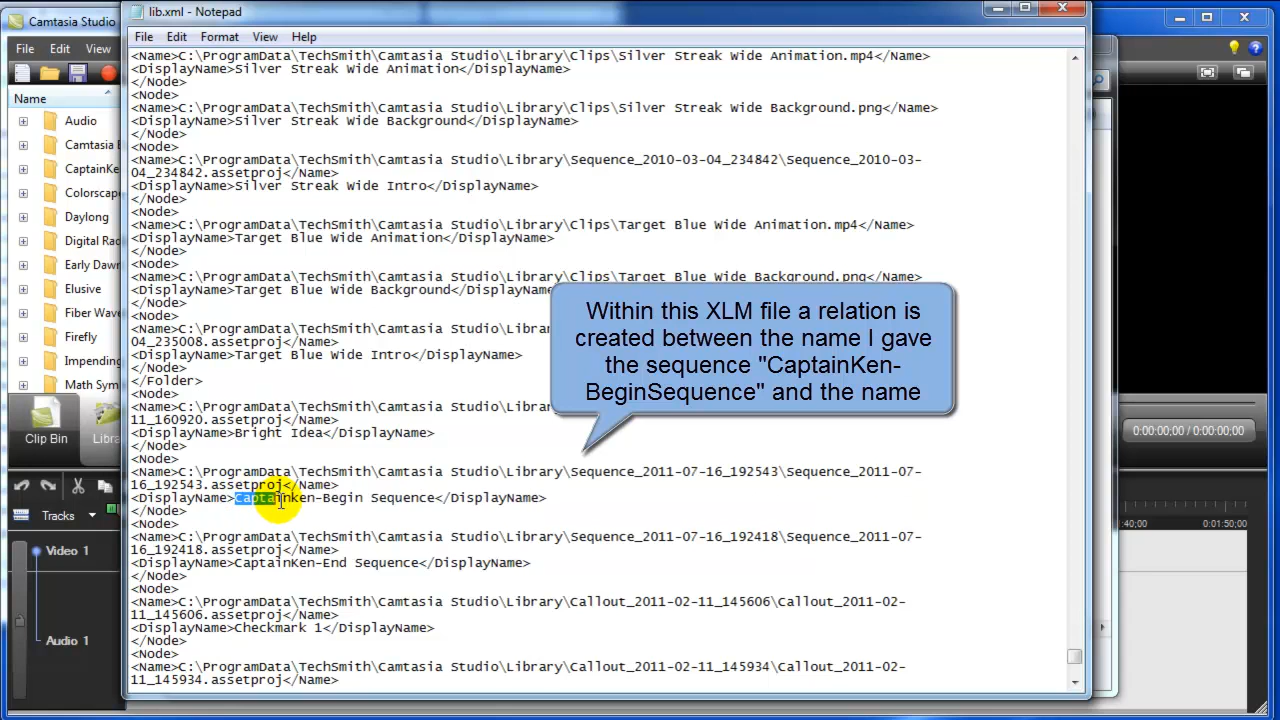 Camtasia Studio
lib.xml - Notepad
File Edit View
File Edit Format View Help
Name
Audio
Camtasia
CaptainKe
Colorscap
Daylong
Digital Rad
Early Dawn
Elusive
Fiber Wave
Firefly
Impending
Math Sym
Clip Bin
Libra
Tracks
Video 1
Audio 1
<Name>C:\ProgramData\TechSmith\Camtasia Studio\Library\Clips\Silver Streak Wide Animation.mp4</Name>
<DisplayName>Silver Streak Wide Animation</DisplayName>
</Node>
<Node>
<Name>C:\ProgramData\TechSmith\Camtasia Studio\Library\Clips\Silver Streak Wide Background.png</Name>
<DisplayName>Silver Streak Wide Background</DisplayName>
</Node>
<Node>
<Name>C:\ProgramData\TechSmith\Camtasia Studio\Library\Sequence_2010-03-04_234842\Sequence_2010-03-
04_234842.assetproj</Name>
<DisplayName>Silver Streak Wide Intro</DisplayName>
</Node>
<Node>
<Name>C:\ProgramData\TechSmith\Camtasia Studio\Library\Clips\Target Blue Wide Animation.mp4</Name>
<DisplayName>Target Blue Wide Animation</DisplayName>
</Node>
<Node>
<Name>C:\ProgramData\TechSmith\Camtasia Studio\Library\Clips\Target Blue Wide Background.png</Name>
<DisplayName>Target Blue Wide Background</DisplayName>
</Node>
<Node>
<Name>C:\ProgramData\TechSmith\Camtasia
04_235008.assetproj</Name>
<DisplayName>Target Blue Wide Intro</DisplayName>
</Node>
</Folder>
<Node>
<Name>C:\ProgramData\TechSmith\Camtasia
11_160920.assetproj</Name>
<DisplayName>Bright Idea</DisplayName>
</Node>
<Node>
<Name>C:\ProgramData\TechSmith\Camtasia Studio\Library\Sequence_2011-07-16_192543\Sequence_2011-07-
16_192543.assetproj</Name>
<DisplayName>CaptainKen-Begin Sequence</DisplayName>
</Node>
<Node>
<Name>C:\ProgramData\TechSmith\Camtasia Studio\Library\Sequence_2011-07-16_192418\Sequence_2011-07-
16_192418.assetproj</Name>
<DisplayName>CaptainKen-End Sequence</DisplayName>
</Node>
<Node>
<Name>C:\ProgramData\TechSmith\Camtasia Studio\Library\Callout_2011-02-11_145606\Callout_2011-02-
11_145606.assetproj</Name>
<DisplayName>Checkmark 1</DisplayName>
</Node>
<Node>
<Name>C:\ProgramData\TechSmith\Camtasia Studio\Library\Callout_2011-02-11_145934\Callout_2011-02-
11_145934.assetproj</Name>
Within this XLM file a relation is
created between the name I gave
the sequence "CaptainKen-
BeginSequence" and the name
0:00:00;00 / 0:00:00;00
:40;00 0:01:50;00